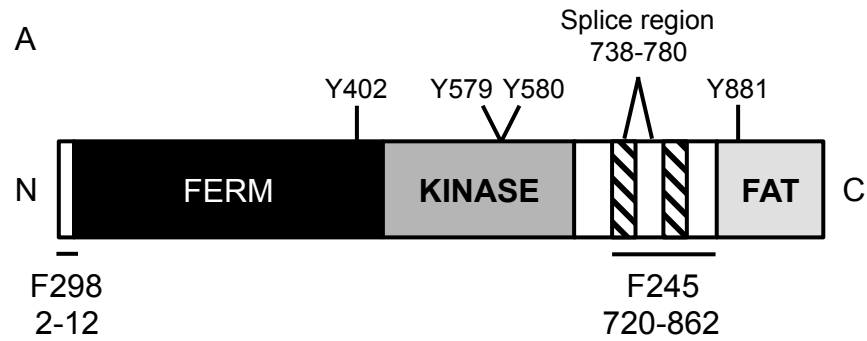 A
Splice region
738-780
Y402
Y579 Y580
Y881
N
FERM
KINASE
FAT
C
F298
2-12
F245
720-862